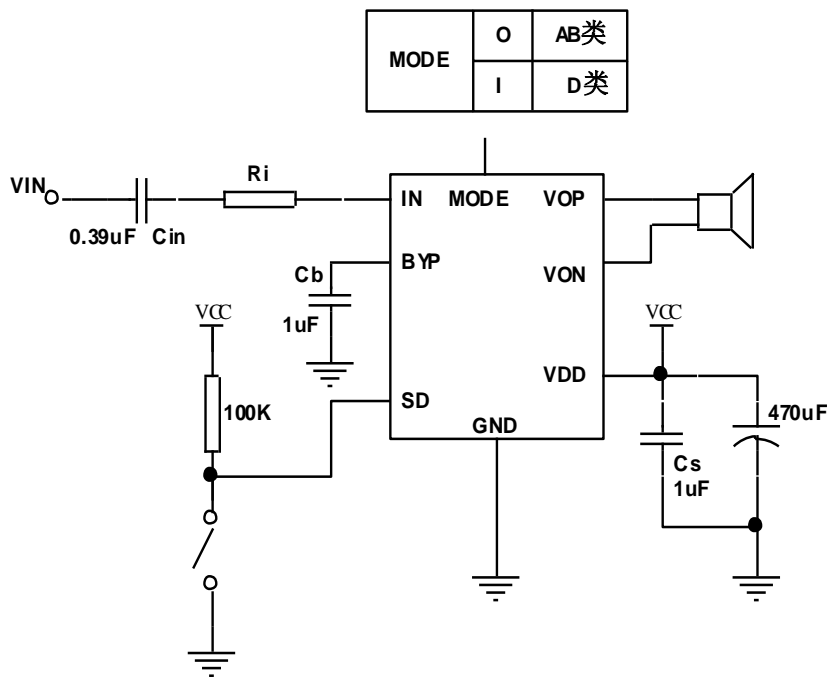 MODE O AB类
I D类
VIN
Ri
IN MODE VOP
0.39uF Cin
BYP VON
Cb
1uF
VCC
VCC
VDD
100K
SD
GND
470uF
Cs
1uF